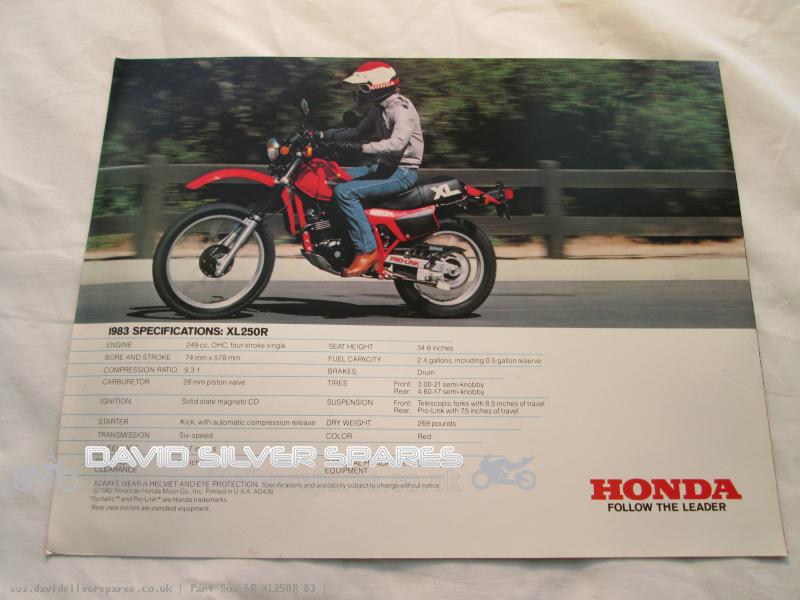 HONDA
XL
PRO-LINK
1983 SPECIFICATIONS: XL250R
ENGINE 249 cc, OHC, four-stroke single
BORE AND STROKE 74 mm x 57.8 mm
COMPRESSION RATIO 9.3:1
CARBURETOR 28 mm piston valve
IGNITION Solid state magneto CD
STARTER Kick, with automatic compression release
TRANSMISSION Six-speed
CLEARANCE
SEAT HEIGHT 34.6 inches
FUEL CAPACITY 2.4 gallons, including 0.5 gallon reserve
BRAKES Drum
TIRES Front: 3.00-21 semi-knobby
Rear: 4.60-17 semi-knobby
SUSPENSION Front: Telescopic forks with 8.5 inches of travel
Rear: Pro-Link with 7.5 inches of travel
DRY WEIGHT 269 pounds
COLOR Red
EQUIPMENT
DAVID SILVER SPARES
ALWAYS WEAR A HELMET AND EYE PROTECTION. Specifications and availability subject to change without notice.
©1982 American Honda Motor Co., Inc. Printed in U.S.A. AO430
"Syntallic™ and Pro-Link™ are Honda trademarks.
Rear view mirrors are standard equipment.
HONDA
FOLLOW THE LEADER
www.davidsilverspares.co.uk | Part No. BR XL250R 83 |